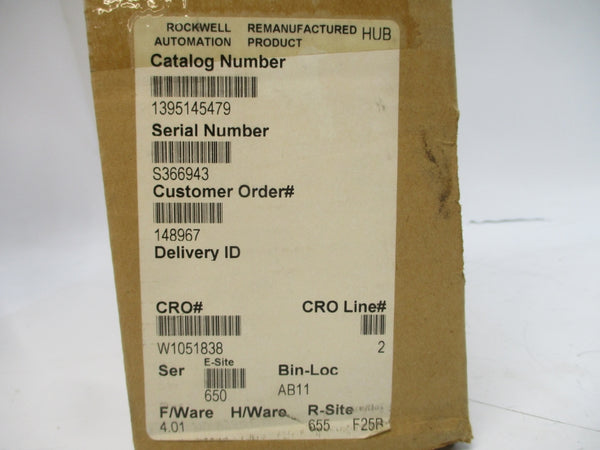 ROCKWELL REMANUFACTURED HUB
AUTOMATION PRODUCT
Catalog Number
1395145479
Serial Number
S366943
Customer Order#
148967
Delivery ID
CRO# CRO Line#
W1051838 2
Ser E-Site Bin-Loc
650 AB11
F/Ware H/Ware R-Site
4.01 655 F25R